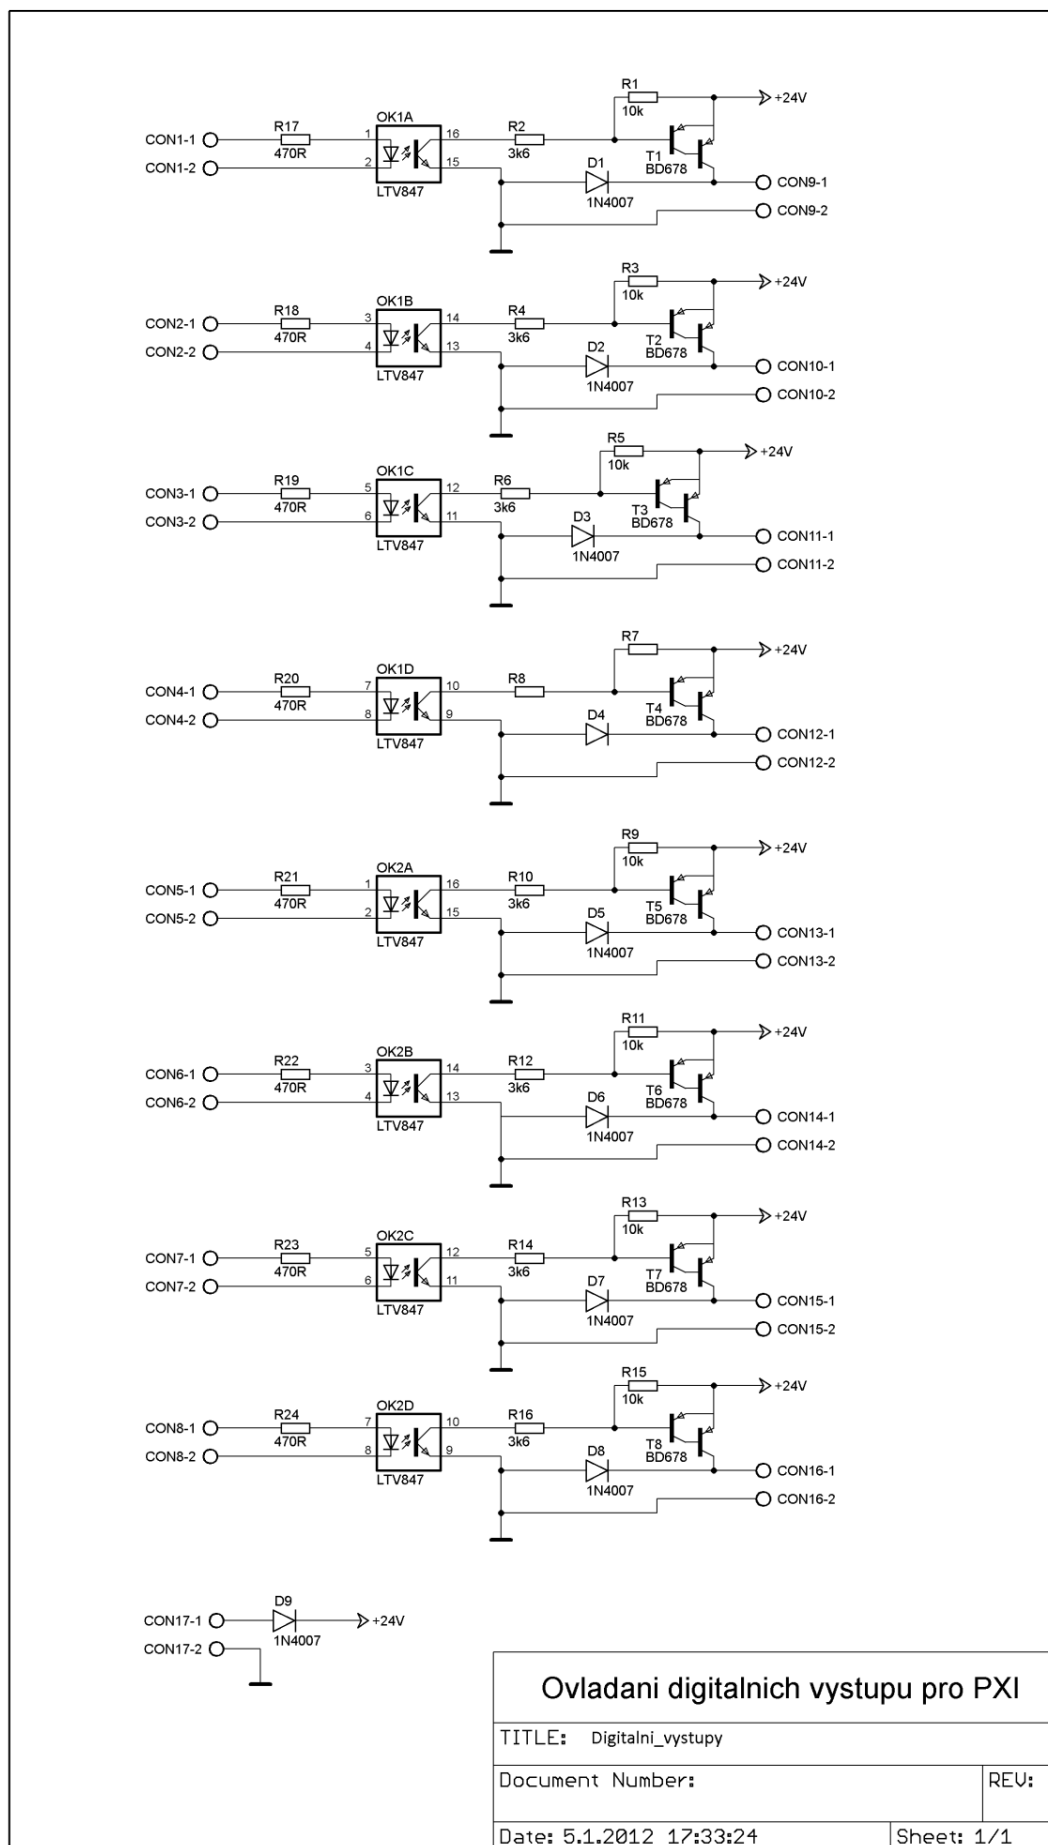 R1
+24V
10k
OK1A
CON1-1
R17
1
16
R2
470R
3k6
T1
CON1-2
2
15
D1
BD678
LTV847
1N4007
CON9-1
CON9-2
R3
+24V
10k
OK1B
CON2-1
R18
3
14
R4
470R
3k6
T2
CON2-2
4
13
D2
BD678
LTV847
1N4007
CON10-1
CON10-2
R5
+24V
10k
OK1C
CON3-1
R19
5
12
R6
470R
3k6
T3
CON3-2
6
11
D3
BD678
LTV847
1N4007
CON11-1
CON11-2
R7
+24V
OK1D
CON4-1
R20
7
10
R8
470R
T4
CON4-2
8
9
D4
BD678
LTV847
CON12-1
CON12-2
R9
+24V
10k
OK2A
CON5-1
R21
1
16
R10
470R
3k6
T5
CON5-2
2
15
D5
BD678
LTV847
1N4007
CON13-1
CON13-2
R11
+24V
10k
OK2B
CON6-1
R22
3
14
R12
470R
3k6
T6
CON6-2
4
13
D6
BD678
LTV847
1N4007
CON14-1
CON14-2
R13
+24V
10k
OK2C
CON7-1
R23
5
12
R14
470R
3k6
T7
CON7-2
6
11
D7
BD678
LTV847
1N4007
CON15-1
CON15-2
R15
+24V
10k
OK2D
CON8-1
R24
7
10
R16
470R
3k6
T8
CON8-2
8
9
D8
BD678
LTV847
1N4007
CON16-1
CON16-2
D9
CON17-1
+24V
1N4007
CON17-2
Ovladani digitalnich vystupu pro PXI
TITLE: Digitalni_vystupy
Document Number:
REV:
Date: 5.1.2012 17:33:24
Sheet: 1/1